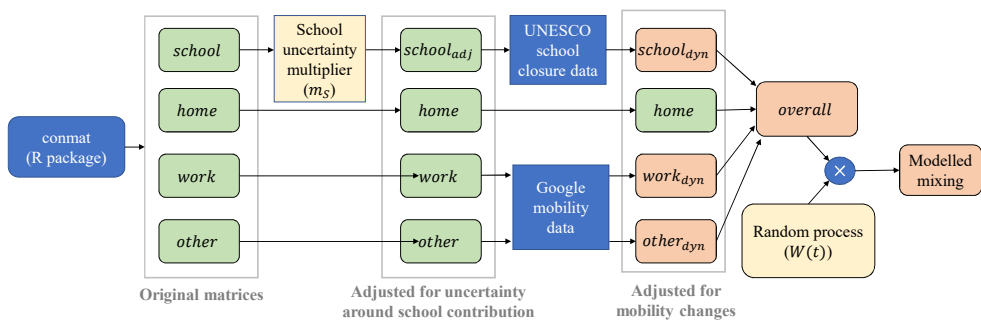 conmat
(R package)
school
home
work
other
Original matrices
School
uncertainty
multiplier
(m_S)
school_adj
home
work
other
Adjusted for uncertainty
around school contribution
UNESCO
school
closure data
Google
mobility
data
school_dyn
home
work_dyn
other_dyn
Adjusted for
mobility changes
overall
×
Random process
(W(t))
Modelled
mixing